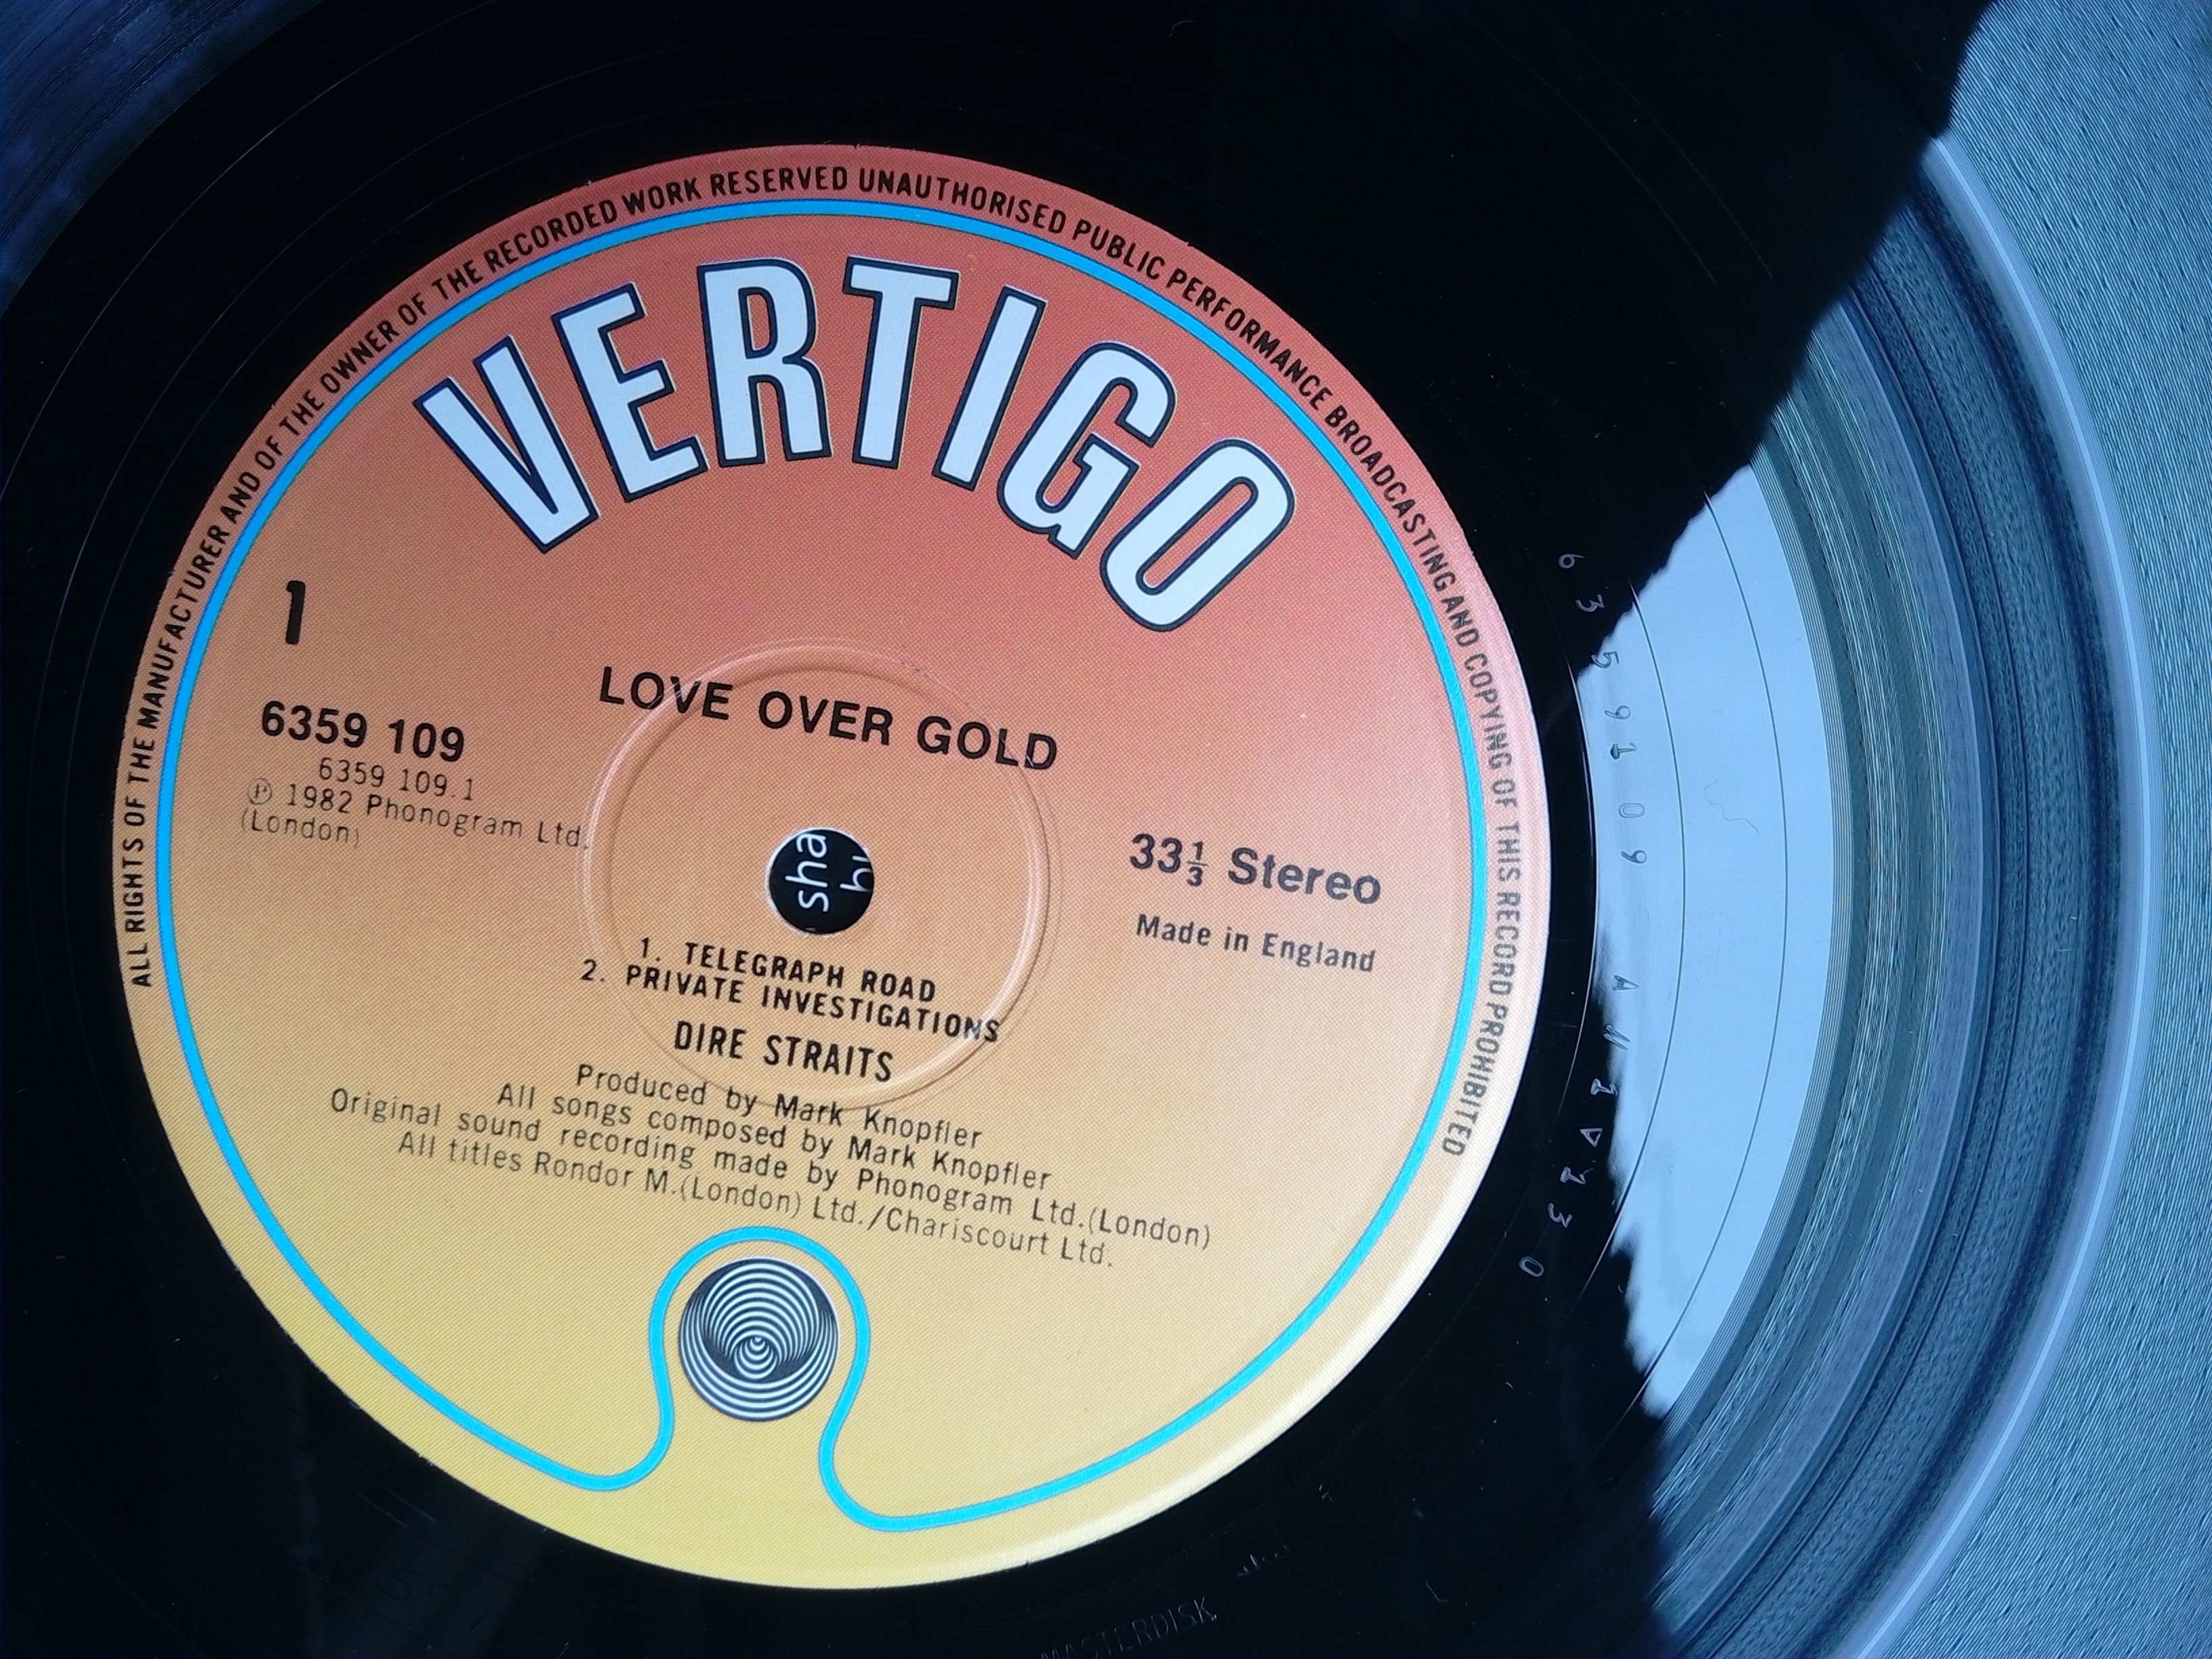 ALL RIGHTS OF THE MANUFACTURER AND OF THE OWNER OF THE RECORDED WORK RESERVED UNAUTHORISED PUBLIC PERFORMANCE BROADCASTING AND COPYING OF THIS RECORD PROHIBITED
VERTIGO
1
LOVE OVER GOLD
6359 109
6359 109.1
Ⓟ 1982 Phonogram Ltd.
(London)
33⅓ Stereo
Made in England
sha
1. TELEGRAPH ROAD
2. PRIVATE INVESTIGATIONS
DIRE STRAITS
Produced by Mark Knopfler
All songs composed by Mark Knopfler
Original sound recording made by Phonogram Ltd.(London)
All titles Rondor M.(London) Ltd./Chariscourt Ltd.
6359109
MASTERDISK